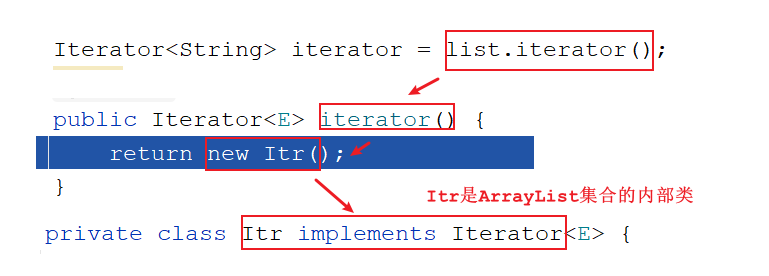 Iterator<String> iterator = list.iterator();
public Iterator<E> iterator() {
return new Itr();
}
Itr是ArrayList集合的内部类
private class Itr implements Iterator<E> {